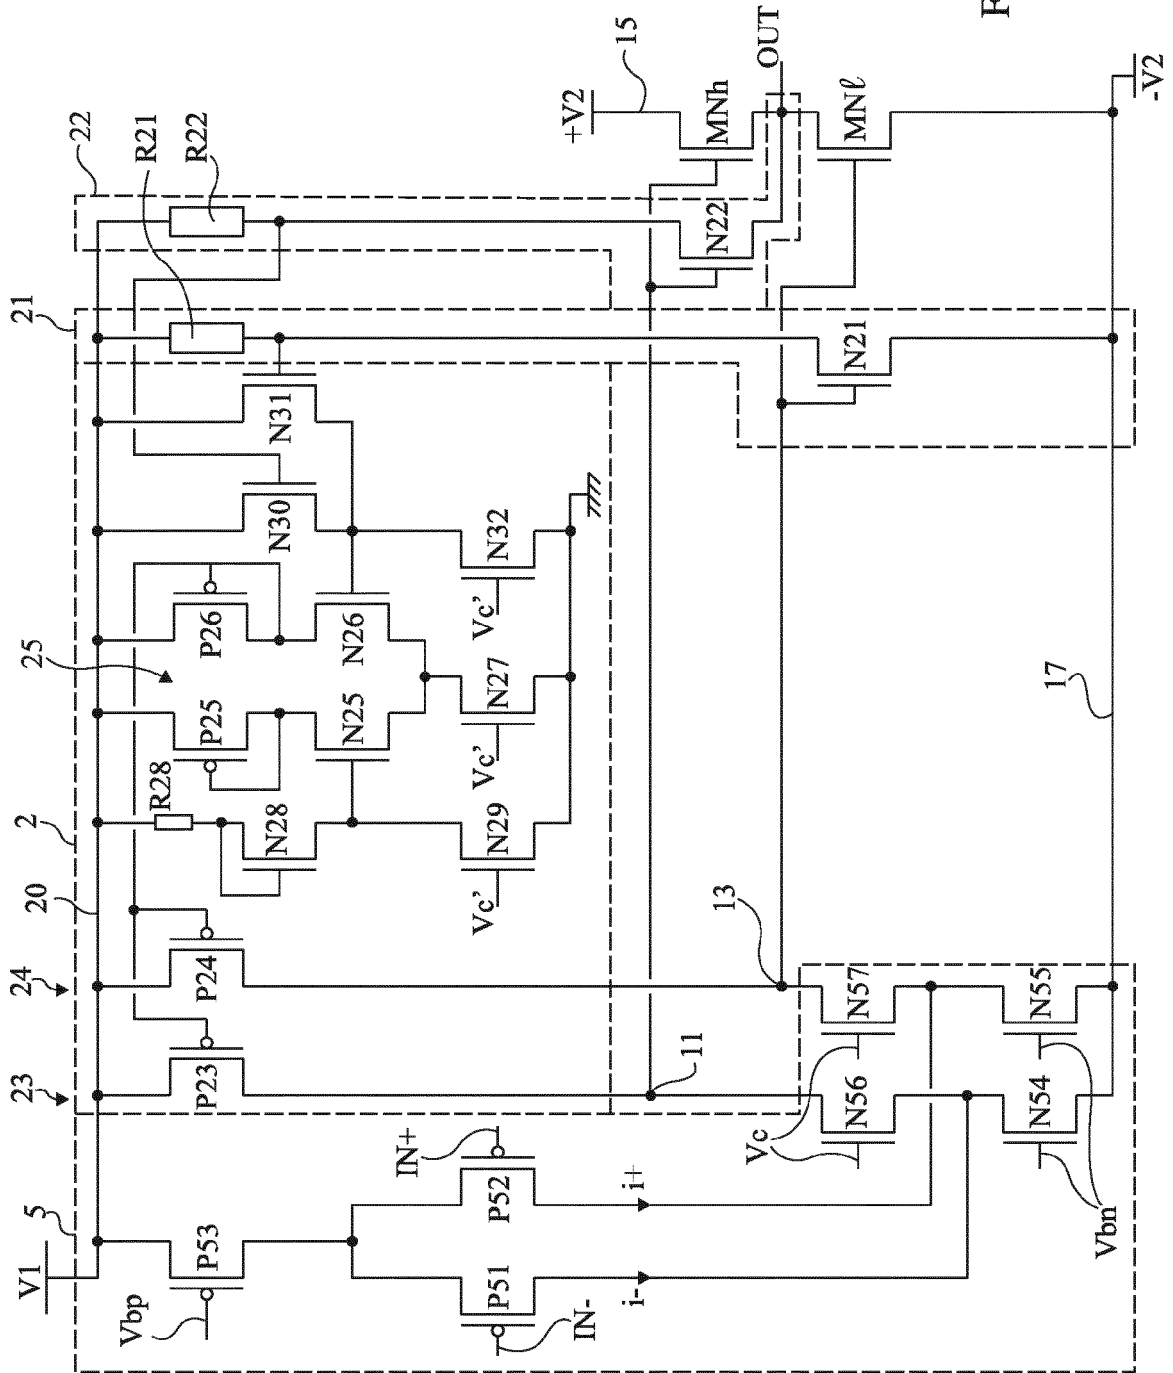 V1
5
23
24
20
2
25
21
22
R21
R22
+V2
15
OUT
Vbp
P53
P23
P24
R28
P25
P26
N28
N25
N26
N30
N31
N22
MNh
MNℓ
IN+
IN-
P51
P52
i-
i+
Vc'
N29
Vc'
N27
Vc'
N32
11
13
N21
Vc
N56
N57
N54
N55
Vbn
17
-V2
F